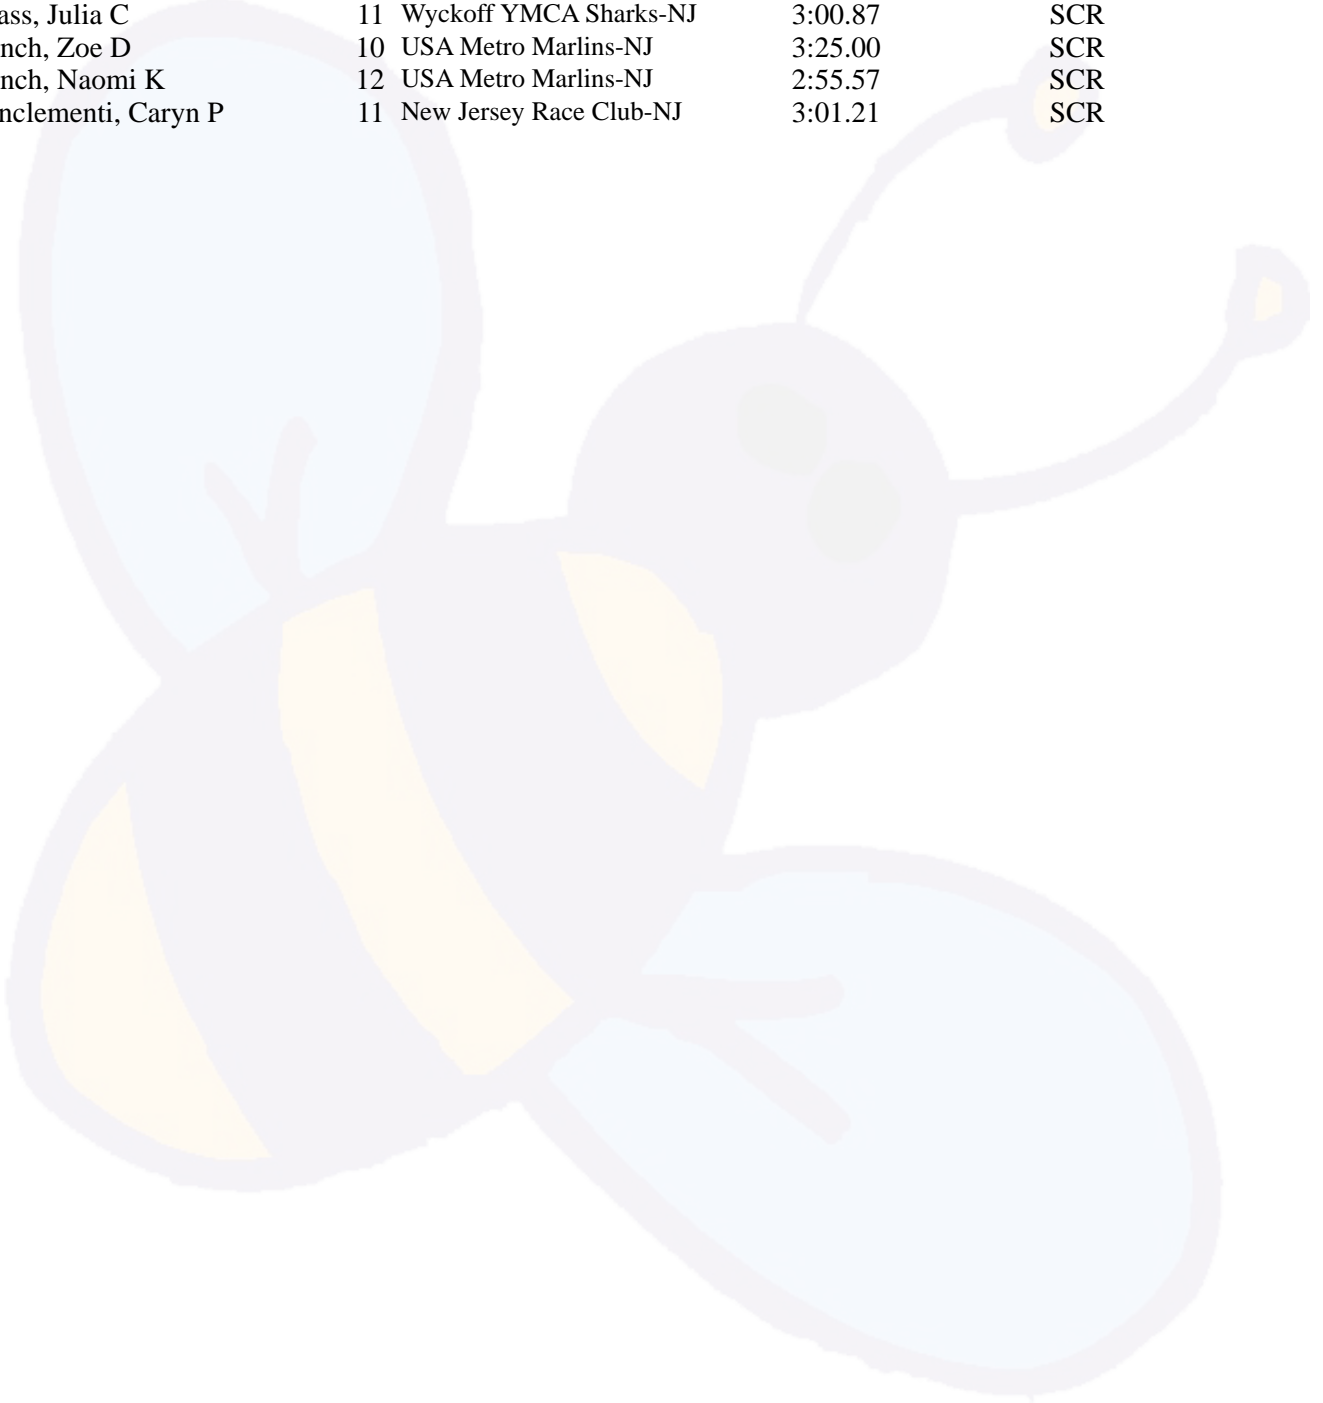 ass, Julia C 11 Wyckoff YMCA Sharks-NJ 3:00.87 SCR
nch, Zoe D 10 USA Metro Marlins-NJ 3:25.00 SCR
nch, Naomi K 12 USA Metro Marlins-NJ 2:55.57 SCR
nclementi, Caryn P 11 New Jersey Race Club-NJ 3:01.21 SCR